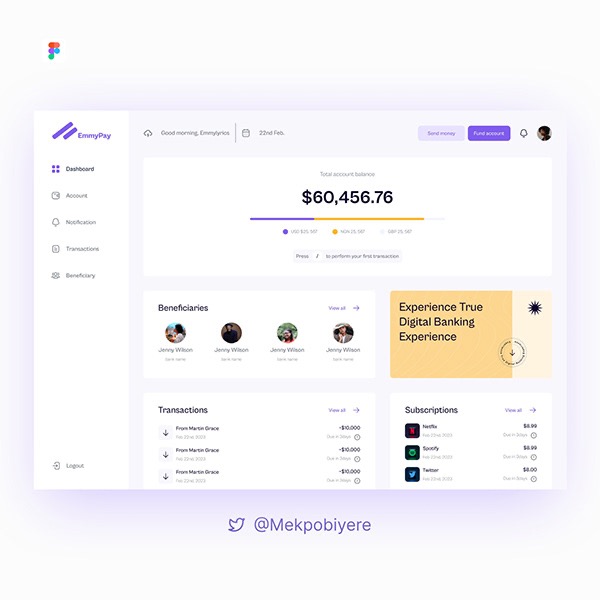 EmmyPay
Good morning, Emmylyrics
22nd Feb.
Send money
Fund account
Dashboard
Account
Notification
Transactions
Beneficiary
Logout
Total account balance
$60,456.76
USD $25, 567
NGN 25, 567
GBP 25, 567
Press / to perform your first transaction
Beneficiaries
View all
Jenny Wilson
Jenny Wilson
Jenny Wilson
Jenny Wilson
bank name
bank name
bank name
bank name
Experience True
Digital Banking
Experience
Transactions
View all
From Martin Grace
-$10,000
Feb 22nd, 2023
Due in 3days
From Martin Grace
-$10,000
Feb 22nd, 2023
Due in 3days
From Martin Grace
-$10,000
Feb 22nd, 2023
Due in 3days
Subscriptions
View all
Netflix
$8.99
Feb 22nd, 2023
Due in 3days
Spotify
$8.99
Feb 22nd, 2023
Due in 3days
Twitter
$8.00
Feb 22nd, 2023
Due in 3days
@Mekpobiyere